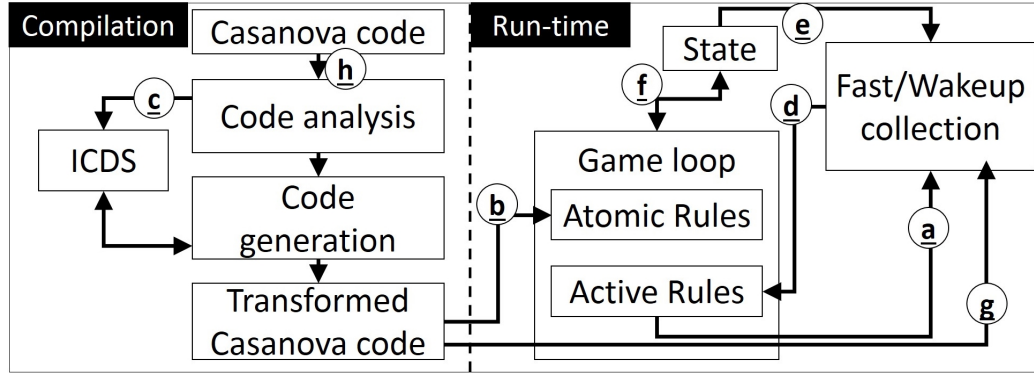 Compilation
Casanova code
h
c
Code analysis
ICDS
Code
generation
Transformed
Casanova code
Run-time
e
State
f
d
Fast/Wakeup
collection
Game loop
b
Atomic Rules
a
Active Rules
g